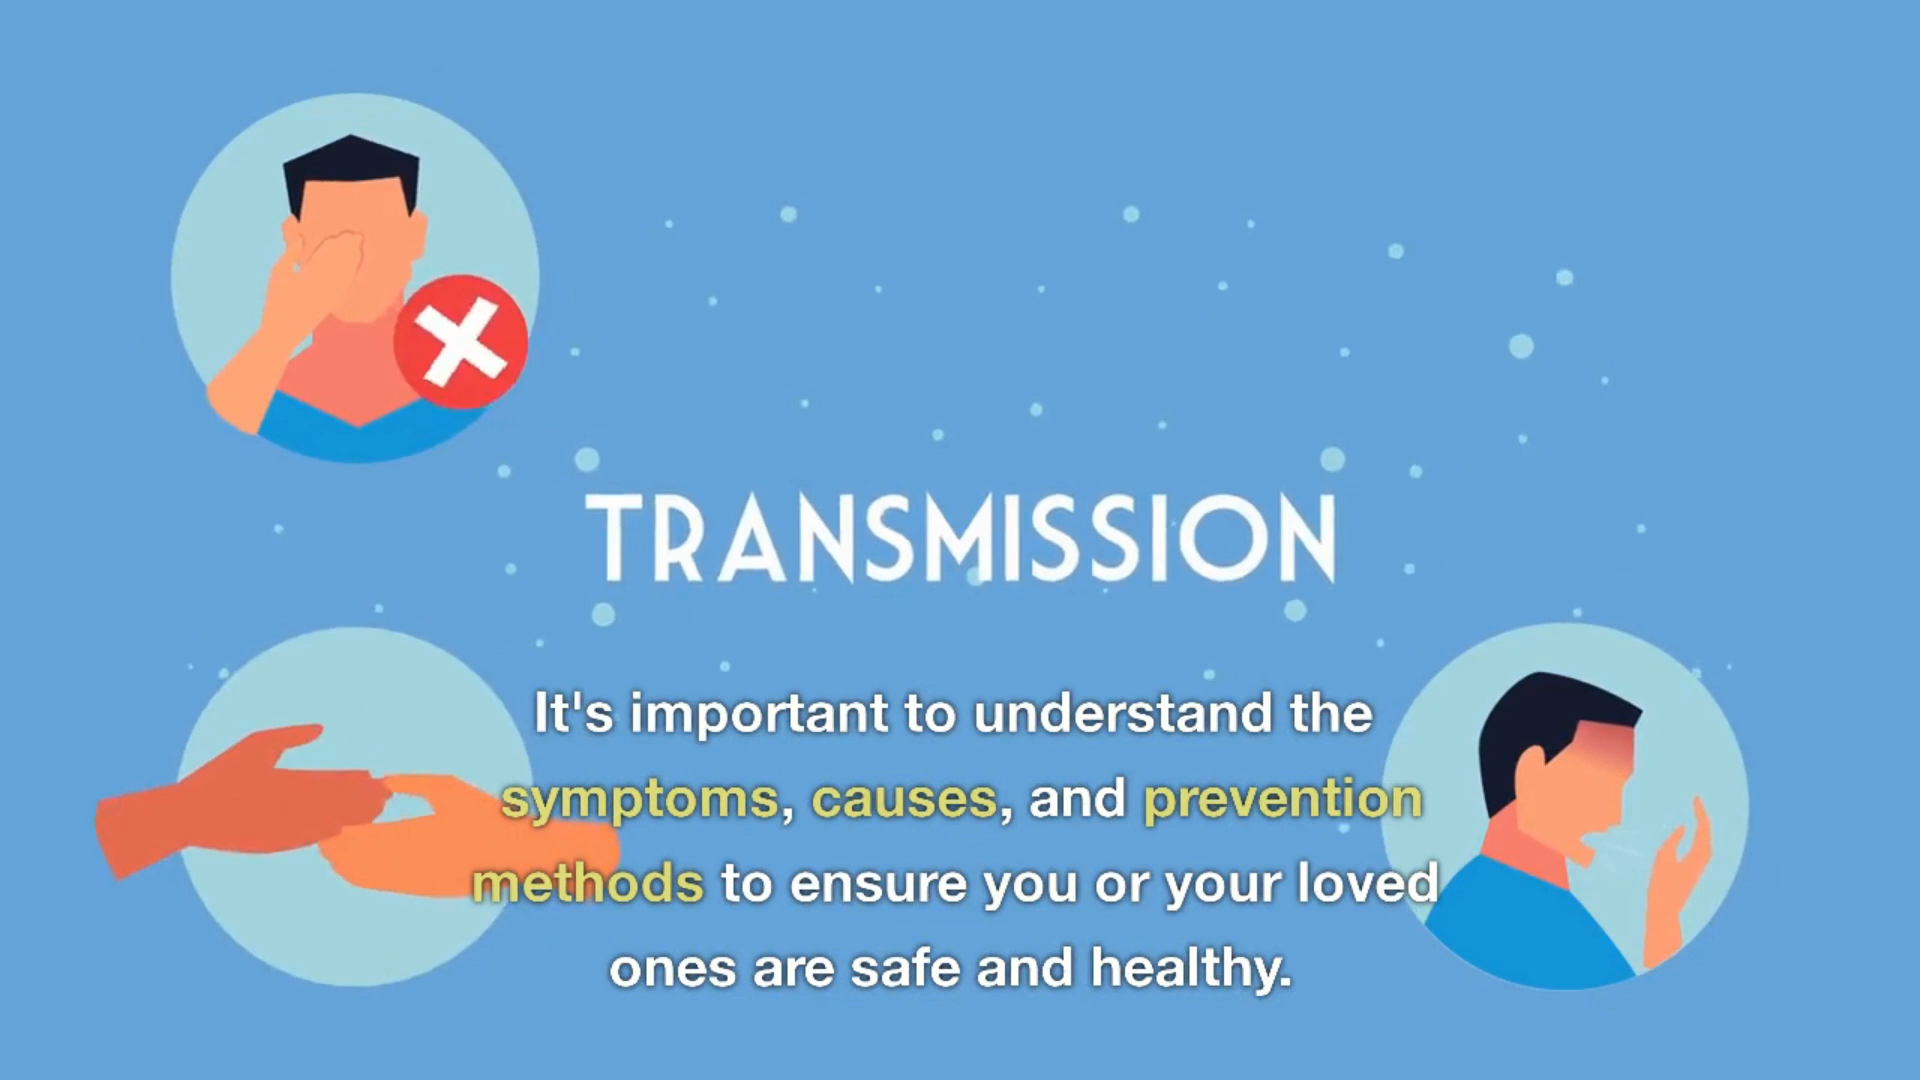 TRANSMISSION
It's important to understand the
symptoms, causes, and prevention
methods to ensure you or your loved
ones are safe and healthy.